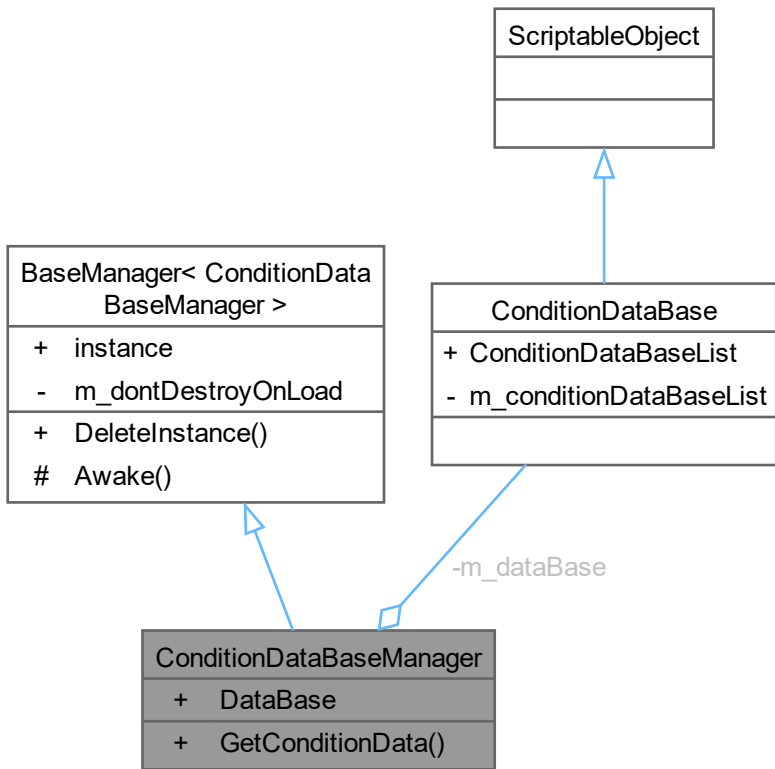 ScriptableObject
BaseManager< ConditionData
BaseManager >
+ instance
- m_dontDestroyOnLoad
+ DeleteInstance()
# Awake()
ConditionDataBase
+ ConditionDataBaseList
- m_conditionDataBaseList
-m_dataBase
ConditionDataBaseManager
+ DataBase
+ GetConditionData()